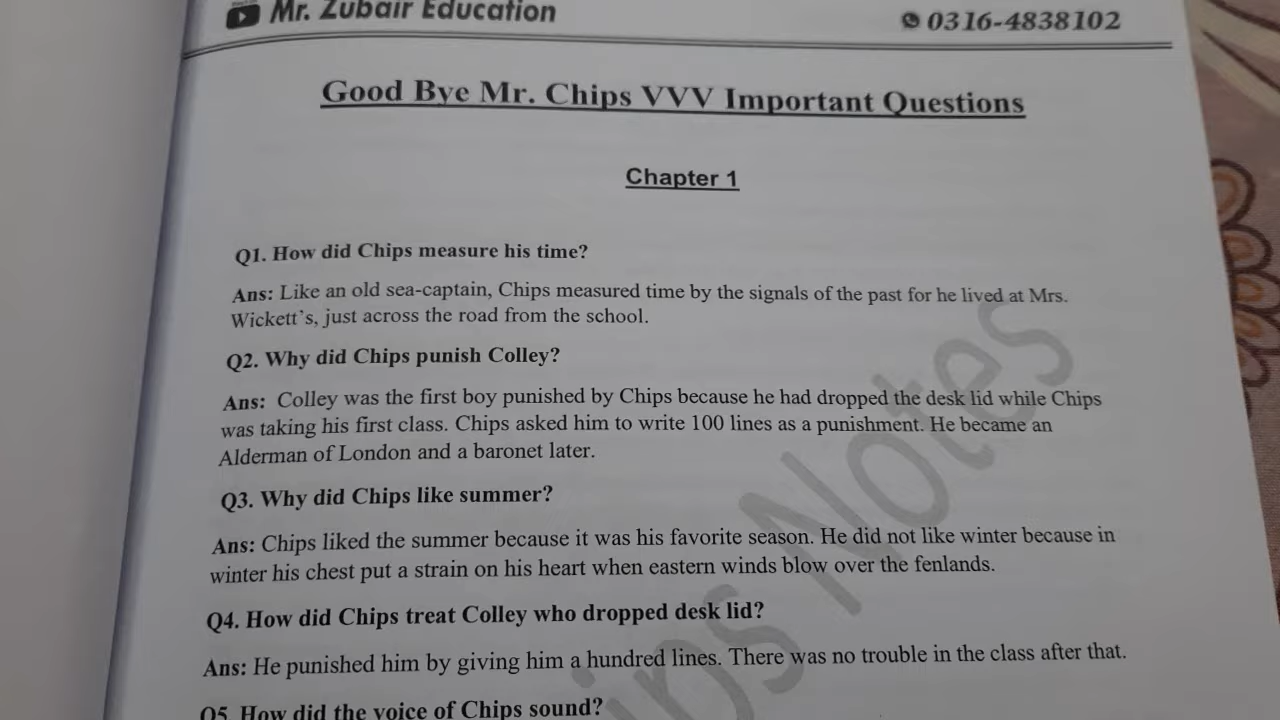 Mr. Zubair Education
0316-4838102
Good Bye Mr. Chips VVV Important Questions
Chapter 1
Q1. How did Chips measure his time?
Ans: Like an old sea-captain, Chips measured time by the signals of the past for he lived at Mrs.
Wickett's, just across the road from the school.
Q2. Why did Chips punish Colley?
Ans: Colley was the first boy punished by Chips because he had dropped the desk lid while Chips
was taking his first class. Chips asked him to write 100 lines as a punishment. He became an
Alderman of London and a baronet later.
Q3. Why did Chips like summer?
Ans: Chips liked the summer because it was his favorite season. He did not like winter because in
winter his chest put a strain on his heart when eastern winds blow over the fenlands.
Q4. How did Chips treat Colley who dropped desk lid?
Ans: He punished him by giving him a hundred lines. There was no trouble in the class after that.
Q5. How did the voice of Chips sound?
ips Notes